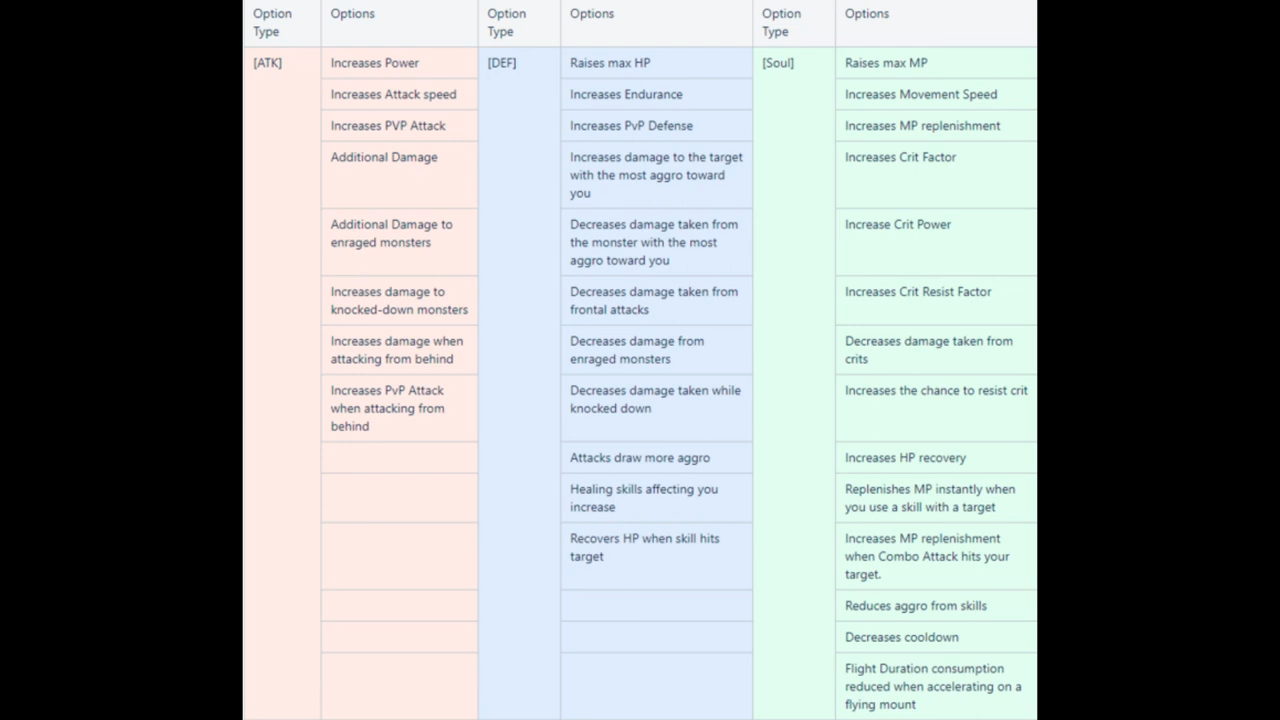 Option
Type
Options
Option
Type
Options
Option
Type
Options
[ATK]
Increases Power
[DEF]
Raises max HP
[Soul]
Raises max MP
Increases Attack speed
Increases Endurance
Increases Movement Speed
Increases PVP Attack
Increases PvP Defense
Increases MP replenishment
Additional Damage
Increases damage to the target
with the most aggro toward
you
Increases Crit Factor
Additional Damage to
enraged monsters
Decreases damage taken from
the monster with the most
aggro toward you
Increase Crit Power
Increases damage to
knocked-down monsters
Decreases damage taken from
frontal attacks
Increases Crit Resist Factor
Increases damage when
attacking from behind
Decreases damage from
enraged monsters
Decreases damage taken from
crits
Increases PvP Attack
when attacking from
behind
Decreases damage taken while
knocked down
Increases the chance to resist crit
Attacks draw more aggro
Increases HP recovery
Healing skills affecting you
increase
Replenishes MP instantly when
you use a skill with a target
Recovers HP when skill hits
target
Increases MP replenishment
when Combo Attack hits your
target.
Reduces aggro from skills
Decreases cooldown
Flight Duration consumption
reduced when accelerating on a
flying mount